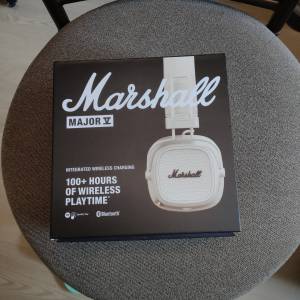 Marshall
MAJOR V
INTEGRATED WIRELESS CHARGING
100+ HOURS
OF WIRELESS
PLAYTIME*
Bluetooth®
Marshall